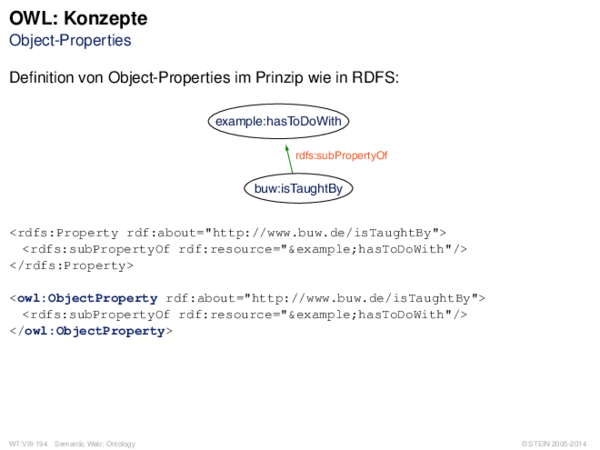 OWL: Konzepte
Object-Properties
Definition von Object-Properties im Prinzip wie in RDFS:
example:hasToDoWith
rdfs:subPropertyOf
buw:isTaughtBy
<rdfs:Property rdf:about="http://www.buw.de/isTaughtBy">
<rdfs:subPropertyOf rdf:resource="&example;hasToDoWith"/>
</rdfs:Property>
<owl:ObjectProperty rdf:about="http://www.buw.de/isTaughtBy">
<rdfs:subPropertyOf rdf:resource="&example;hasToDoWith"/>
</owl:ObjectProperty>
WT:VIII-194 Semantic Web: Ontology
© STEIN 2005-2014